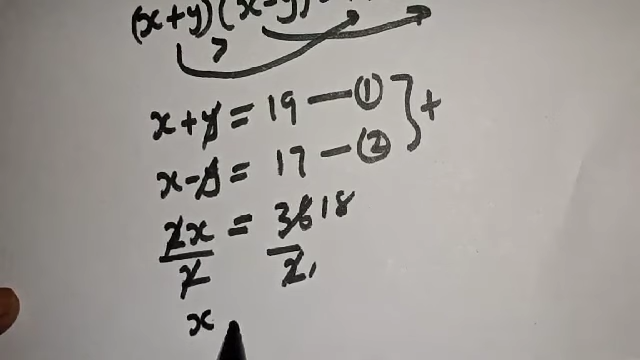 (x+y)(x-y)
x+y = 19 — ①
x-y = 17 — ② +
2x = 36 18
2 2
x